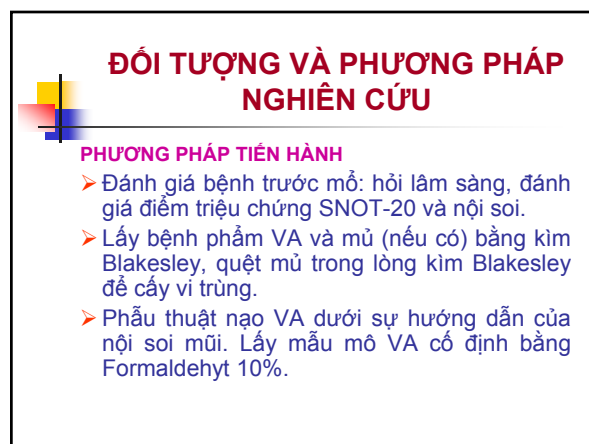 ĐỐI TƯỢNG VÀ PHƯƠNG PHÁP
NGHIÊN CỨU
PHƯƠNG PHÁP TIẾN HÀNH
➢ Đánh giá bệnh trước mổ: hỏi lâm sàng, đánh
giá điểm triệu chứng SNOT-20 và nội soi.
➢ Lấy bệnh phẩm VA và mủ (nếu có) bằng kìm
Blakesley, quệt mủ trong lòng kìm Blakesley
để cấy vi trùng.
➢ Phẫu thuật nạo VA dưới sự hướng dẫn của
nội soi mũi. Lấy mẫu mô VA cố định bằng
Formaldehyt 10%.